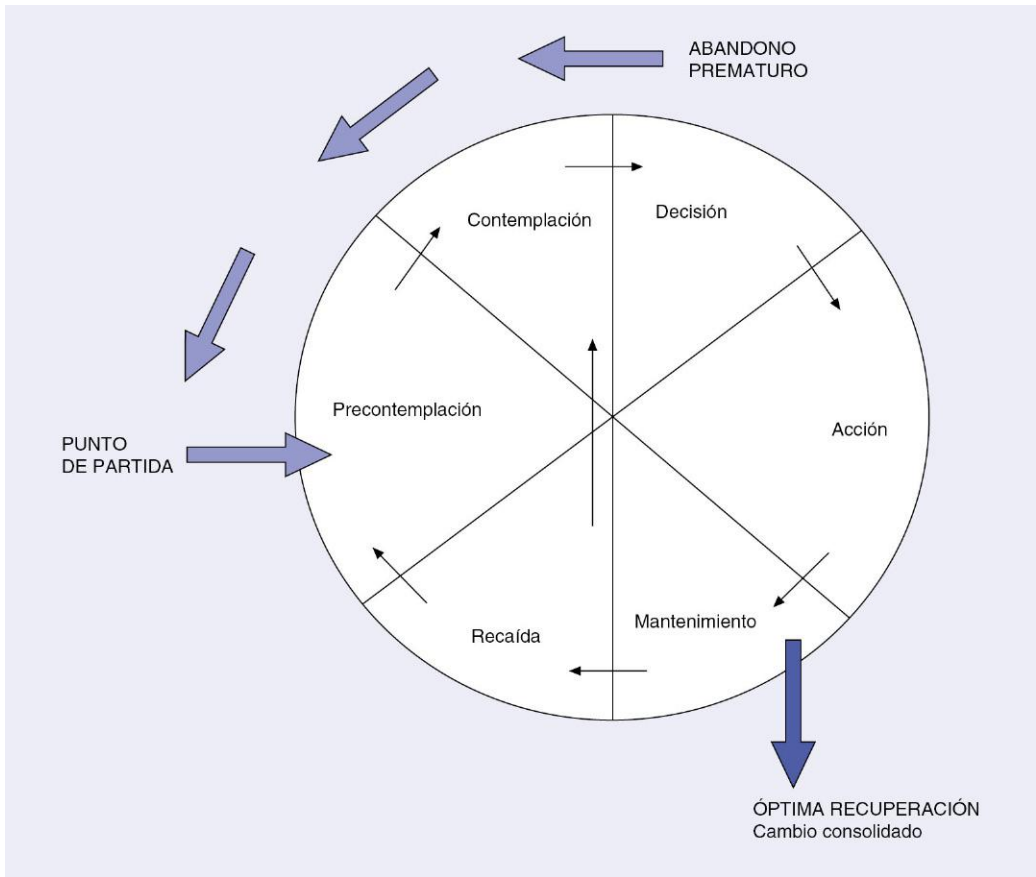 ABANDONO
PREMATURO
Contemplación
Decisión
Precontemplación
Acción
PUNTO
DE PARTIDA
Recaída
Mantenimiento
ÓPTIMA RECUPERACIÓN
Cambio consolidado